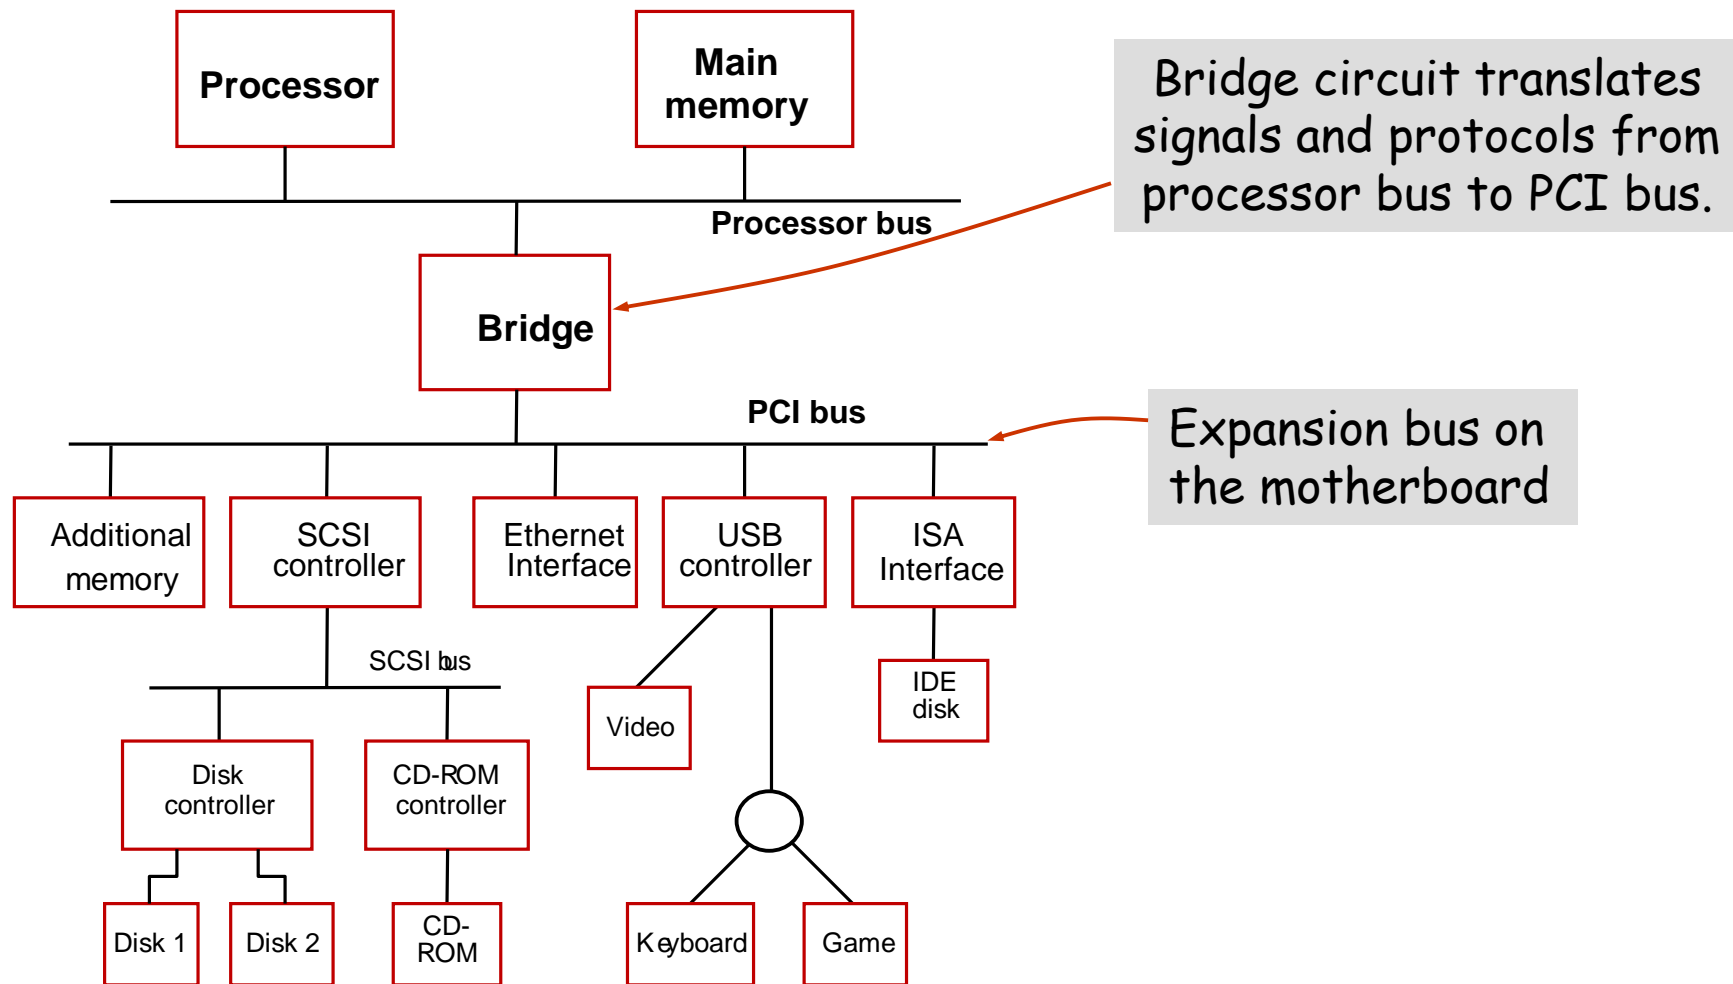 Processor
Main
memory
Bridge circuit translates
signals and protocols from
processor bus to PCI bus.
Processor bus
Bridge
PCI bus
Expansion bus on
the motherboard
Additional
memory
SCSI
controller
Ethernet
Interface
USB
controller
ISA
Interface
SCSI bus
IDE
disk
Video
Disk
controller
CD-ROM
controller
Disk 1
Disk 2
CD-
ROM
Keyboard
Game